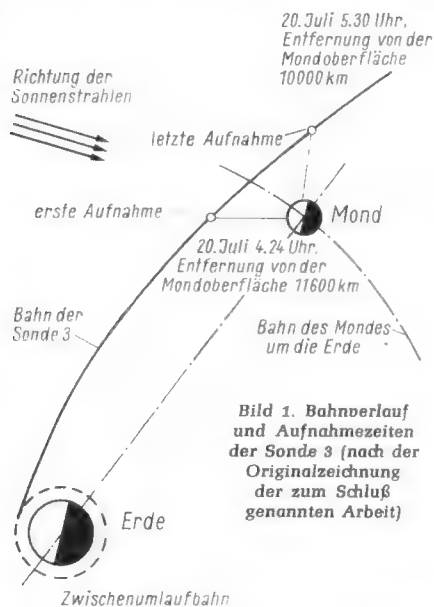 20. Juli 5.30 Uhr.
Entfernung von der
Mondoberfläche
10000 km
Richtung der
Sonnenstrahlen
letzte Aufnahme
erste Aufnahme
Mond
20. Juli 4.24 Uhr.
Entfernung von der
Mondoberfläche 11600 km
Bahn der
Sonde 3
Bahn des Mondes
um die Erde
Bild 1. Bahnverlauf
und Aufnahmezeiten
der Sonde 3 (nach der
Originalzeichnung
der zum Schluß
genannten Arbeit)
Erde
Zwischenumlaufbahn